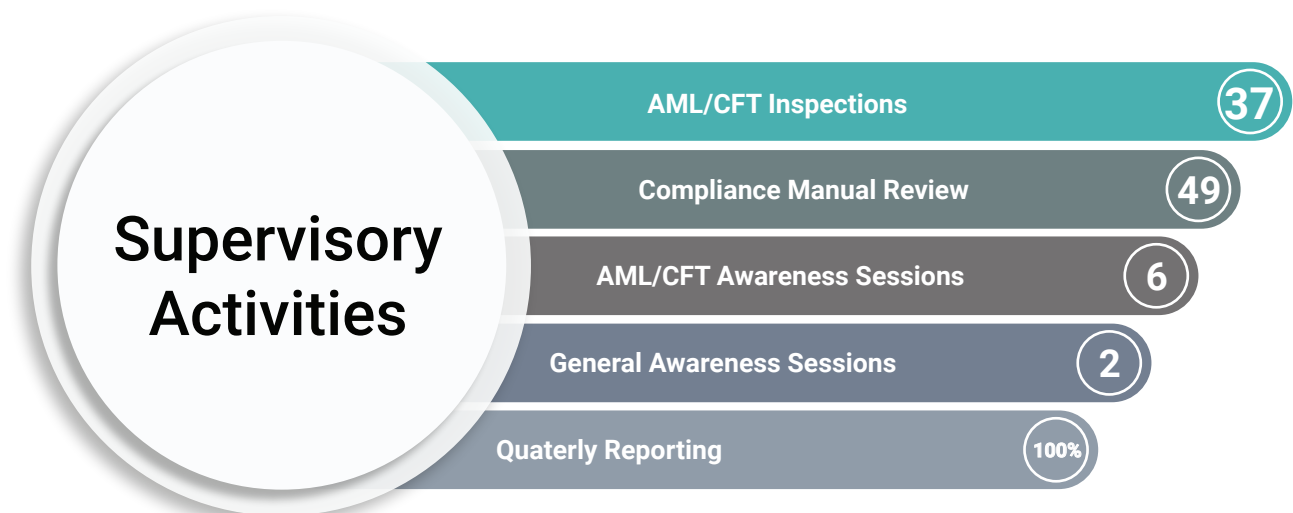 Supervisory
Activities
AML/CFT Inspections
37
Compliance Manual Review
49
AML/CFT Awareness Sessions
6
General Awareness Sessions
2
Quaterly Reporting
100%